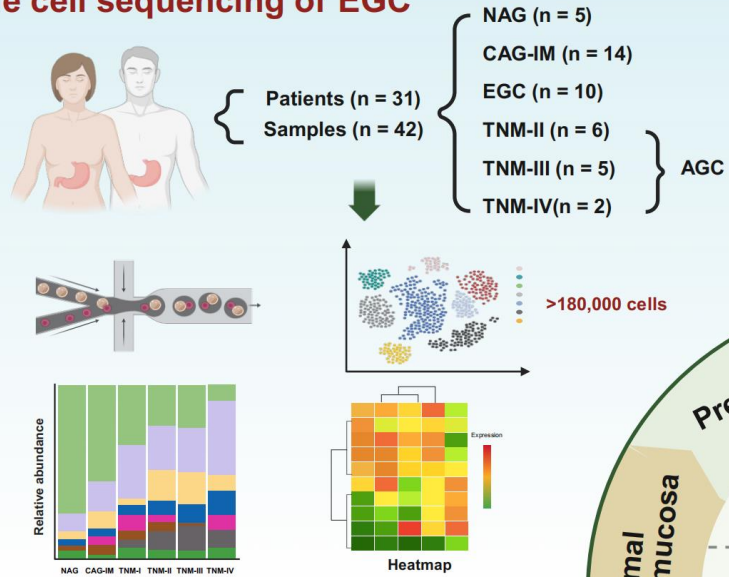 cell sequencing of EGC
NAG (n = 5)
CAG-IM (n = 14)
EGC (n = 10)
Patients (n = 31)
Samples (n = 42)
TNM-II (n = 6)
TNM-III (n = 5)
TNM-IV(n = 2)
AGC
>180,000 cells
Relative abundance
NAG CAG-IM TNM-I TNM-II TNM-III TNM-IV
Expression
Heatmap
mucosa